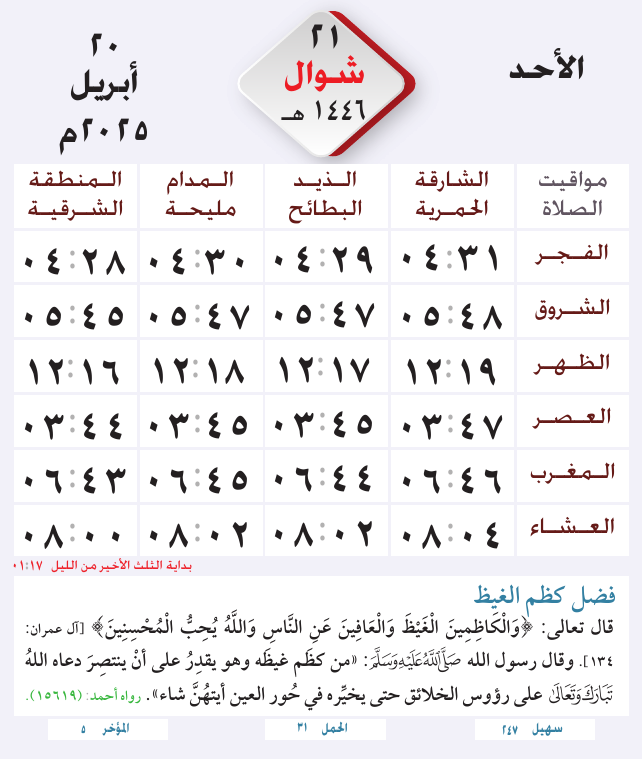 الأحد
٢١
شوال
١٤٤٦ هـ
٢٠
أبريل
٢٠٢٥م
مواقيت الصلاة | الشارقة الحمرية | الذيد البطائح | المدام مليحة | المنطقة الشرقية
الفجر ٠٤:٣١ ٠٤:٢٩ ٠٤:٣٠ ٠٤:٢٨
الشروق ٠٥:٤٨ ٠٥:٤٧ ٠٥:٤٧ ٠٥:٤٥
الظهر ١٢:١٩ ١٢:١٧ ١٢:١٨ ١٢:١٦
العصر ٠٣:٤٧ ٠٣:٤٥ ٠٣:٤٥ ٠٣:٤٤
المغرب ٠٦:٤٦ ٠٦:٤٤ ٠٦:٤٥ ٠٦:٤٣
العشاء ٠٨:٠٤ ٠٨:٠٢ ٠٨:٠٢ ٠٨:٠٠
بداية الثلث الأخير من الليل ٠١:١٧
فضل كظم الغيظ
قال تعالى: ﴿وَالْكَاظِمِينَ الْغَيْظَ وَالْعَافِينَ عَنِ النَّاسِ وَاللَّهُ يُحِبُّ الْمُحْسِنِينَ﴾ [آل عمران:
١٣٤]. وقال رسول الله صَلَّى اللَّهُ عَلَيْهِ وَسَلَّمَ: «من كظَم غيظَه وهو يقدِرُ على أنْ ينتصِرَ دعاه اللهُ
تَبَارَكَ وَتَعَالَى على رؤوس الخلائق حتى يخيِّره في حُور العين أيتهُنَّ شاء». رواه أحمد: (١٥٦١٩).
سهيل ٢٤٧
الحمل ٣١
المؤخر ٥